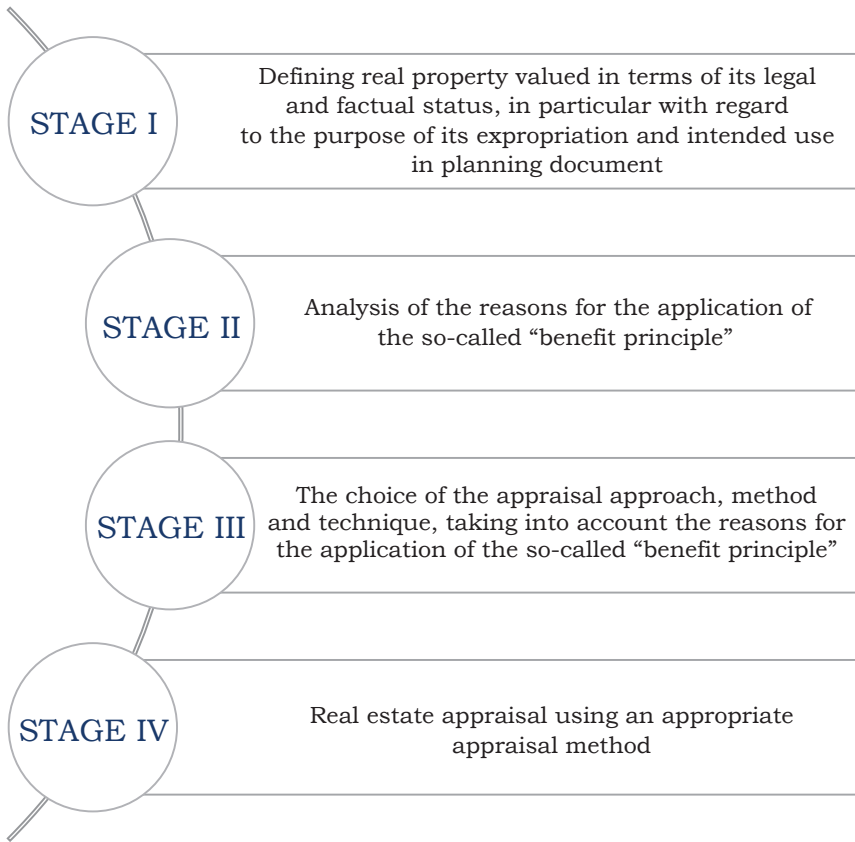 STAGE I
Defining real property valued in terms of its legal
and factual status, in particular with regard
to the purpose of its expropriation and intended use
in planning document
STAGE II
Analysis of the reasons for the application of
the so-called “benefit principle”
STAGE III
The choice of the appraisal approach, method
and technique, taking into account the reasons for
the application of the so-called “benefit principle”
STAGE IV
Real estate appraisal using an appropriate
appraisal method